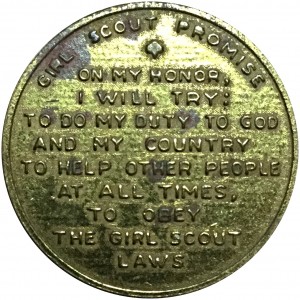 GIRL SCOUT PROMISE
ON MY HONOR,
I WILL TRY:
TO DO MY DUTY TO GOD
AND MY COUNTRY
TO HELP OTHER PEOPLE
AT ALL TIMES,
TO OBEY
THE GIRL SCOUT
LAWS